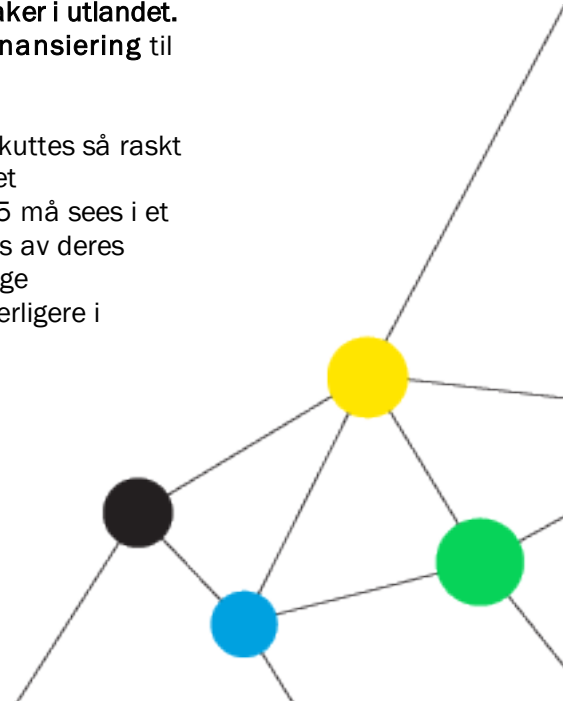 aker i utlandet.
nansiering til
kuttes så raskt
et
5 må sees i et
s av deres
ge
erligere i